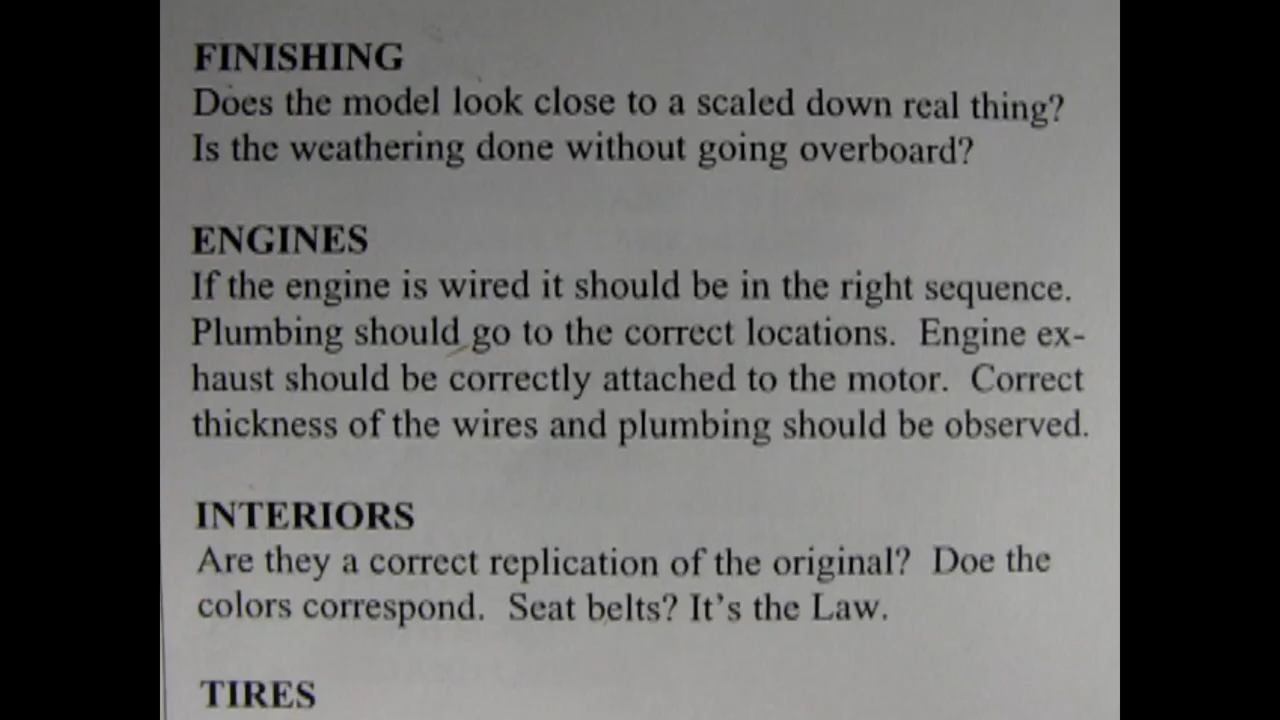 FINISHING
Does the model look close to a scaled down real thing?
Is the weathering done without going overboard?
ENGINES
If the engine is wired it should be in the right sequence.
Plumbing should go to the correct locations. Engine ex-
haust should be correctly attached to the motor. Correct
thickness of the wires and plumbing should be observed.
INTERIORS
Are they a correct replication of the original? Doe the
colors correspond. Seat belts? It's the Law.
TIRES